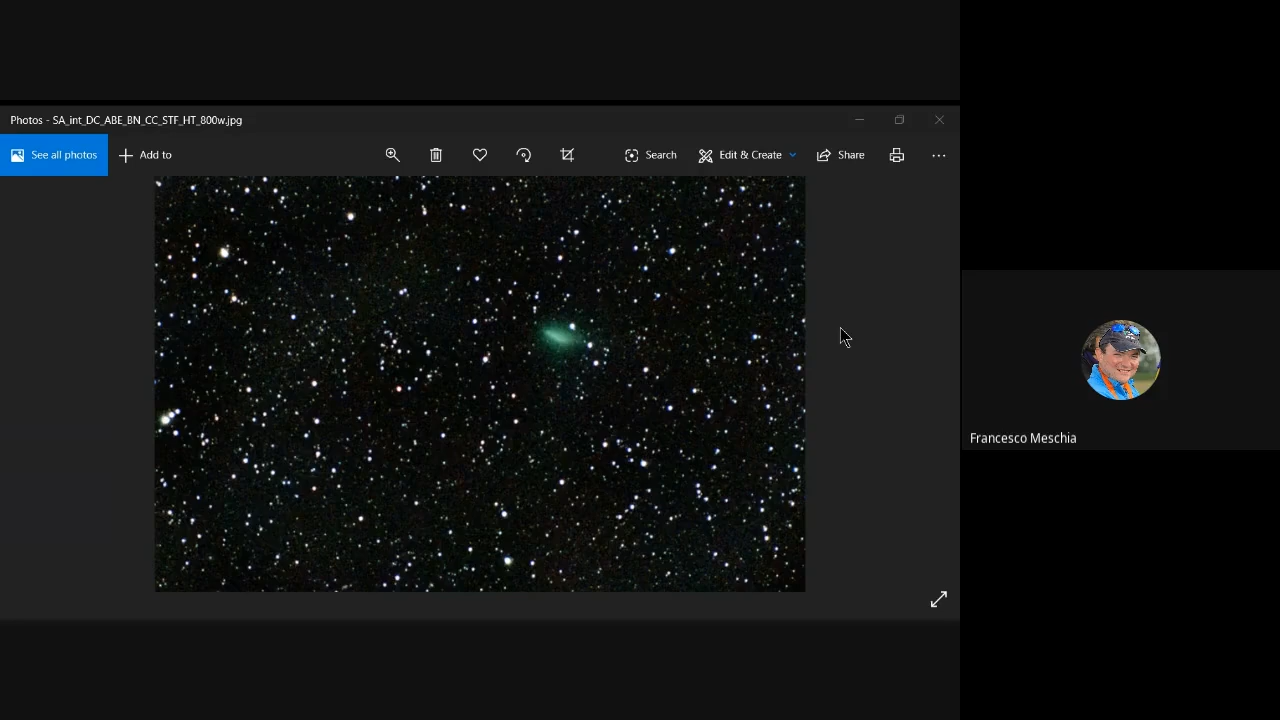 Photos - SA_int_DC_ABE_BN_CC_STF_HT_800w.jpg
See all photos
Add to
Search
Edit & Create
Share
Francesco Meschia